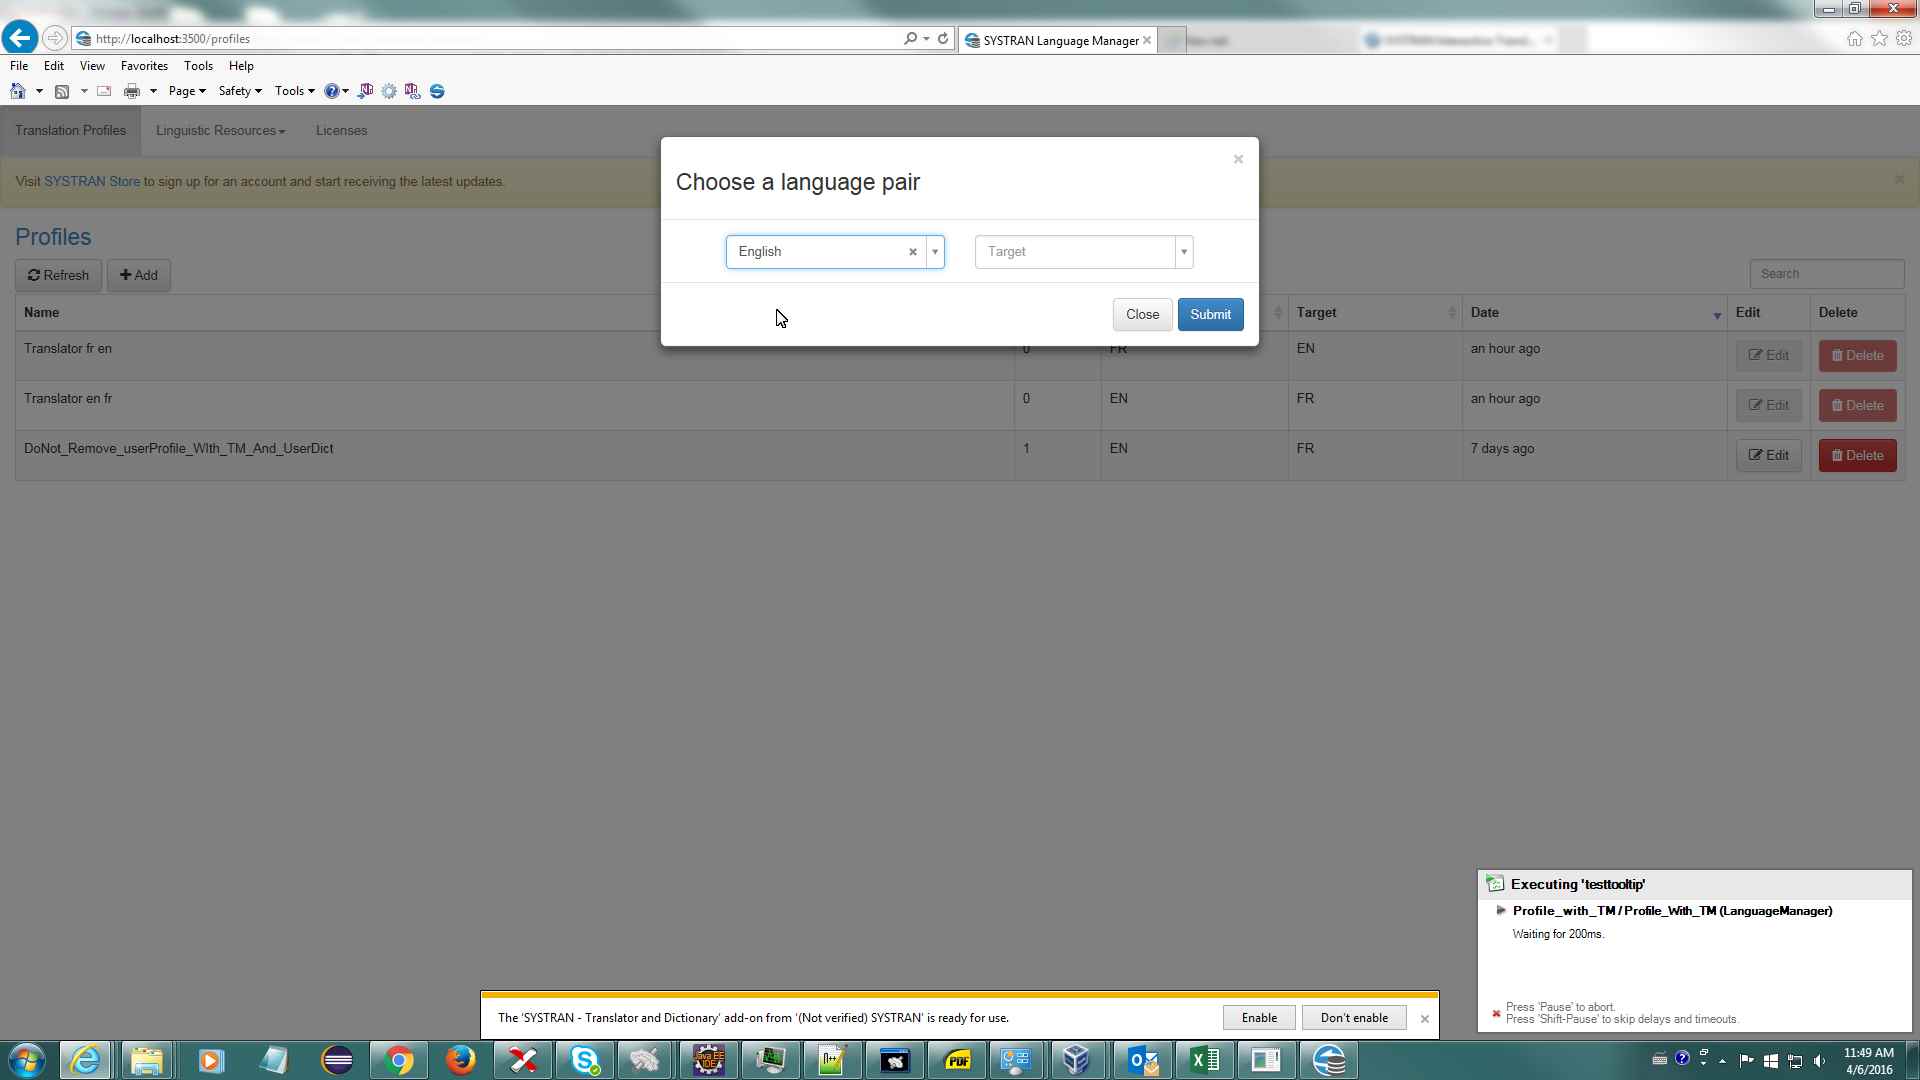 http://localhost:3500/profiles
SYSTRAN Language Manager
File Edit View Favorites Tools Help
Page Safety Tools
Translation Profiles Linguistic Resources Licenses
Visit SYSTRAN Store to sign up for an account and start receiving the latest updates.
Choose a language pair
English Target
Close Submit
Profiles
Refresh Add Search
Name Target Date Edit Delete
Translator fr en 0 FR EN an hour ago Edit Delete
Translator en fr 0 EN FR an hour ago Edit Delete
DoNot_Remove_userProfile_WIth_TM_And_UserDict 1 EN FR 7 days ago Edit Delete
Executing 'testtooltip'
Profile_with_TM / Profile_With_TM (LanguageManager)
Waiting for 200ms.
Press 'Pause' to abort.
Press 'Shift-Pause' to skip delays and timeouts.
The 'SYSTRAN - Translator and Dictionary' add-on from '(Not verified) SYSTRAN' is ready for use. Enable Don't enable
11:49 AM
4/6/2016